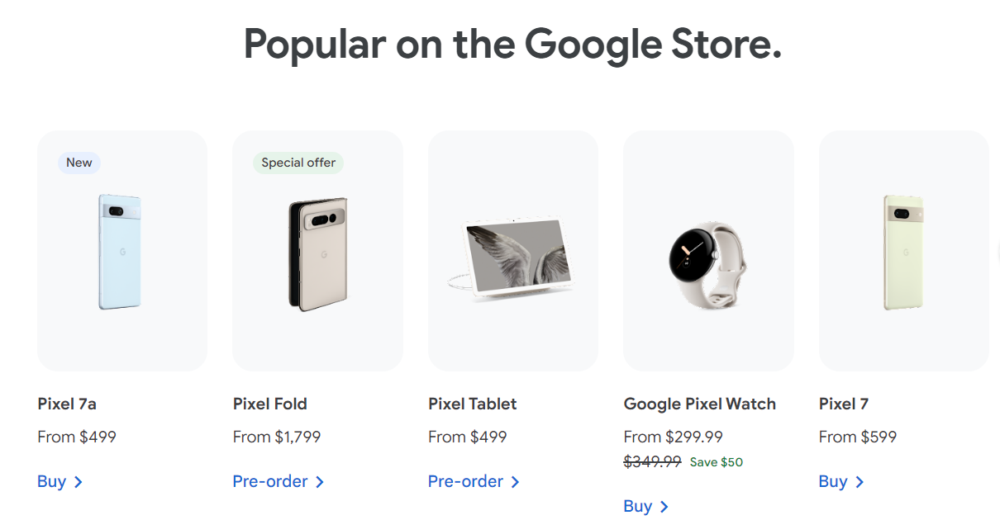 Popular on the Google Store.
New
Special offer
Pixel 7a
From $499
Buy
Pixel Fold
From $1,799
Pre-order
Pixel Tablet
From $499
Pre-order
Google Pixel Watch
From $299.99
$349.99 Save $50
Buy
Pixel 7
From $599
Buy